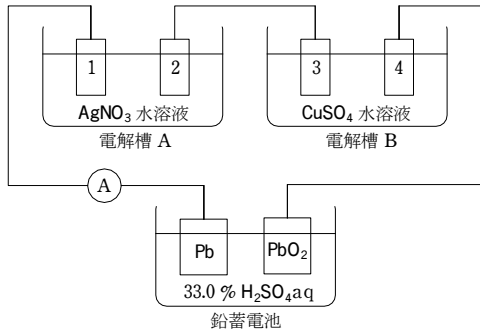 1 2 3 4
AgNO3 水溶液 CuSO4 水溶液
電解槽 A 電解槽 B
A
Pb PbO2
33.0 % H2SO4aq
鉛蓄電池